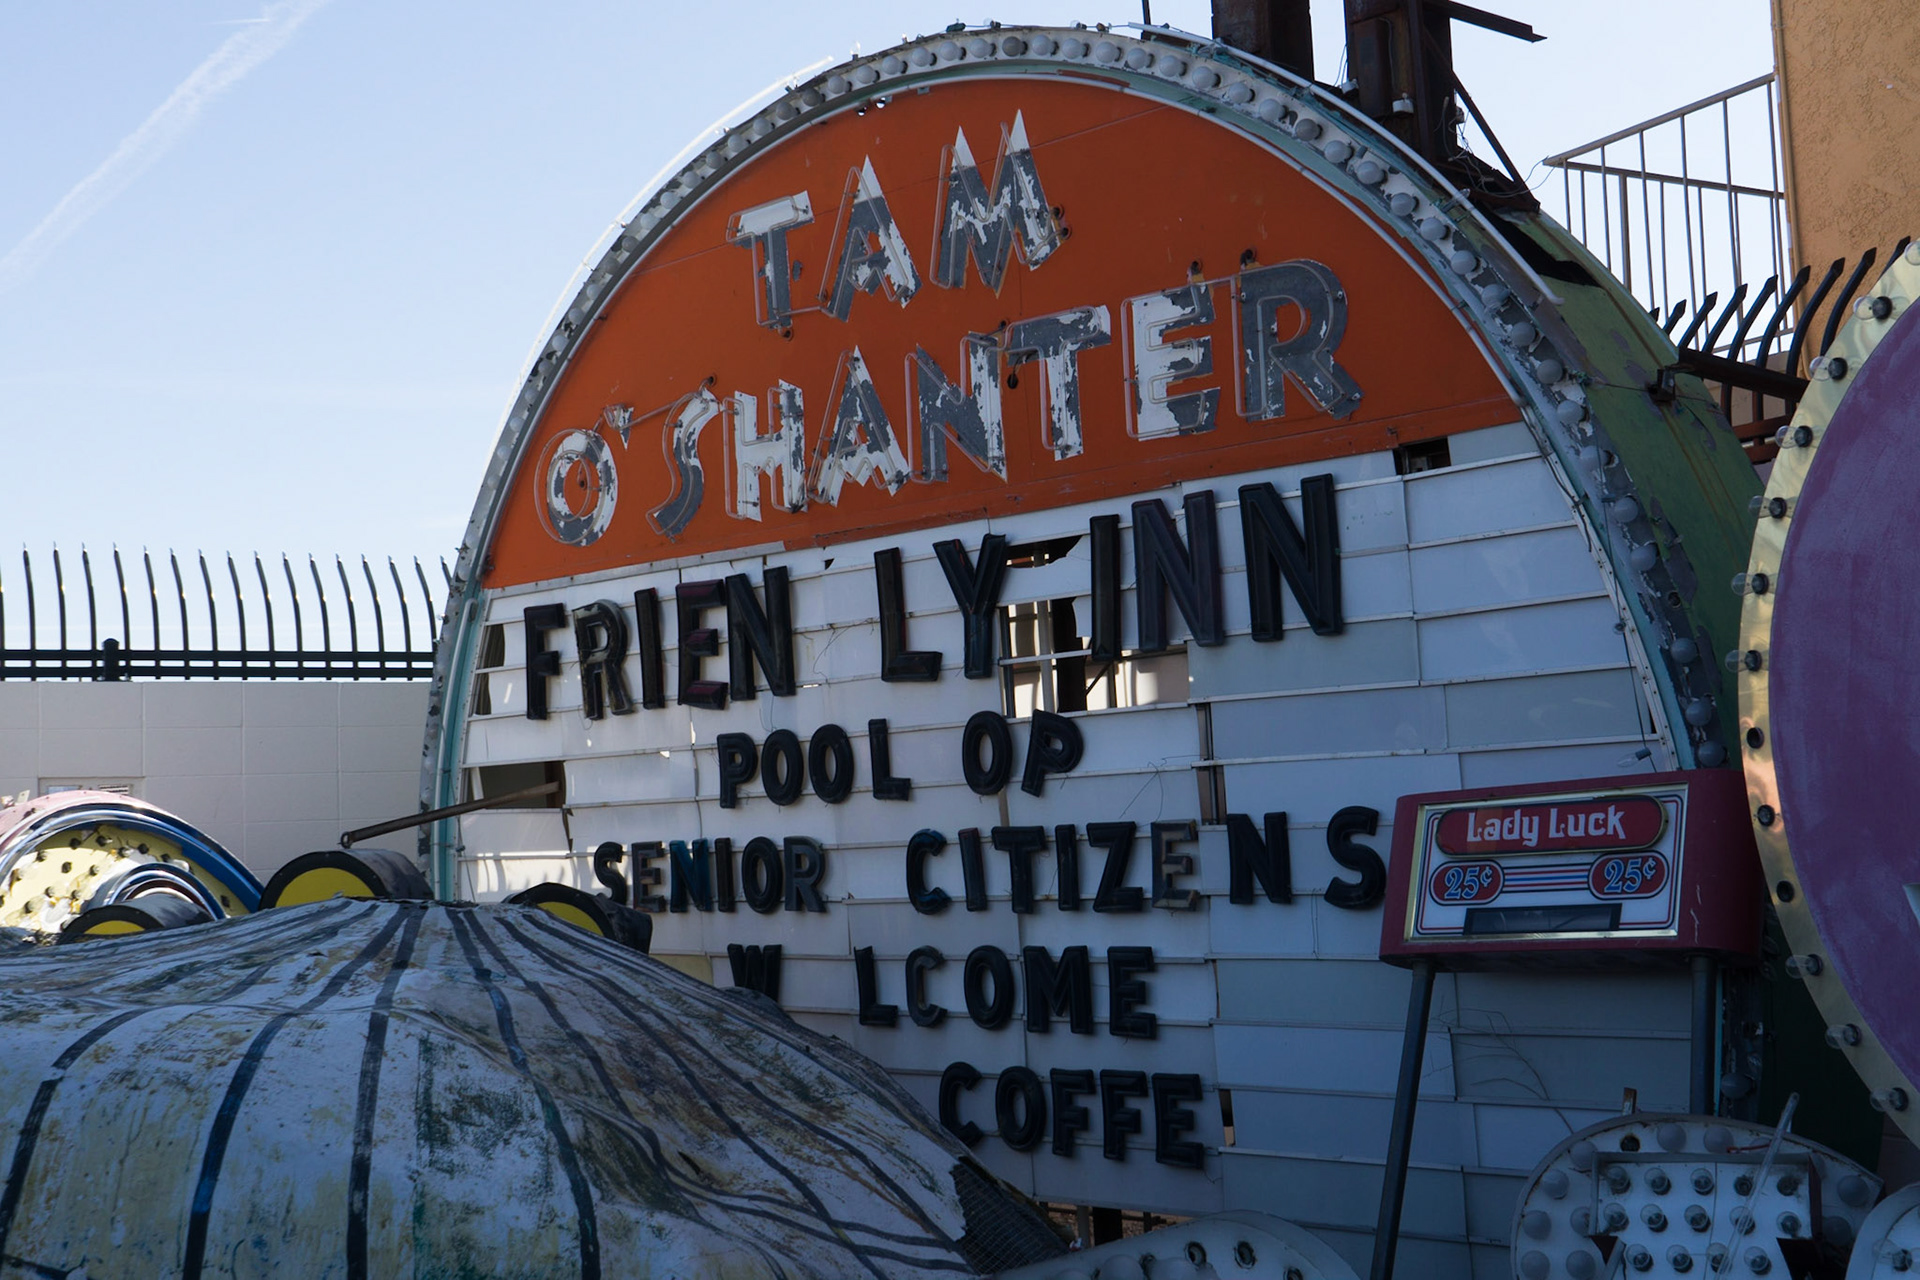 TAM
O'SHANTER
FRIEN LY INN
POOL OP
SENIOR CITIZENS
W LCOME
COFFE
Lady Luck
25¢ 25¢